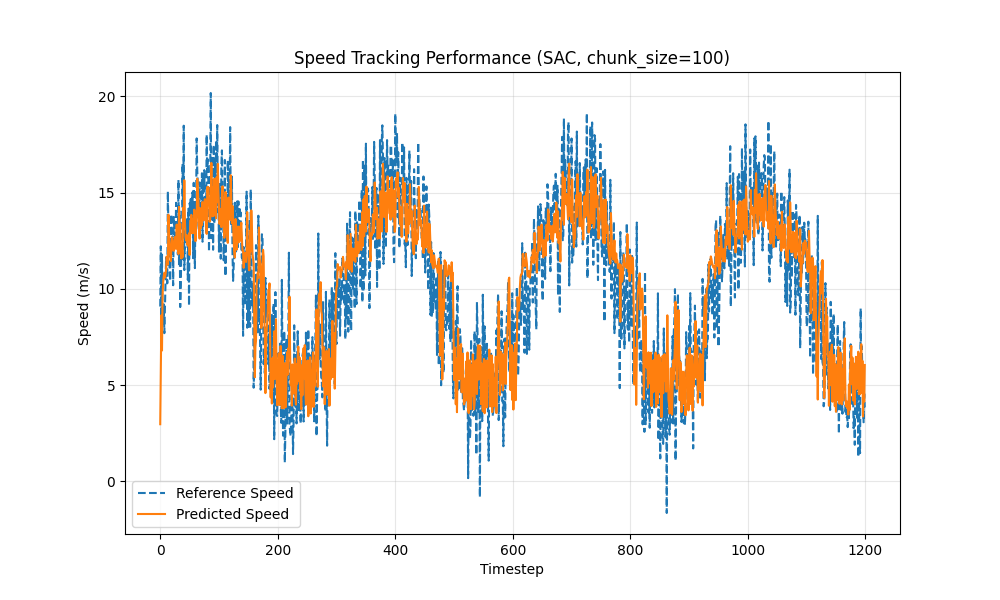 Speed Tracking Performance (SAC, chunk_size=100)
20
15
10
5
0
Speed (m/s)
Reference Speed
Predicted Speed
0 200 400 600 800 1000 1200
Timestep